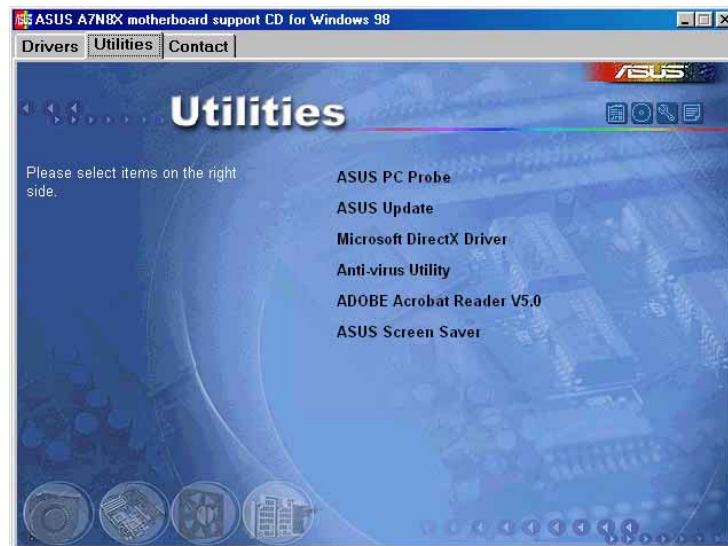 ASUS A7N8X motherboard support CD for Windows 98
Drivers Utilities Contact
ASUS
Utilities
Please select items on the right
side.
ASUS PC Probe
ASUS Update
Microsoft DirectX Driver
Anti-virus Utility
ADOBE Acrobat Reader V5.0
ASUS Screen Saver